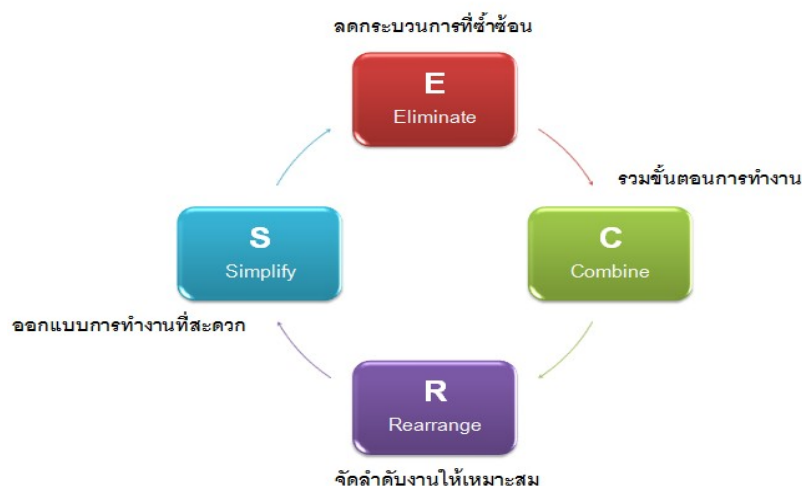 ลดกระบวนการที่ซ้ำซ้อน
E
Eliminate
รวมขั้นตอนการทำงาน
C
Combine
R
Rearrange
จัดลำดับงานให้เหมาะสม
S
Simplify
ออกแบบการทำงานที่สะดวก